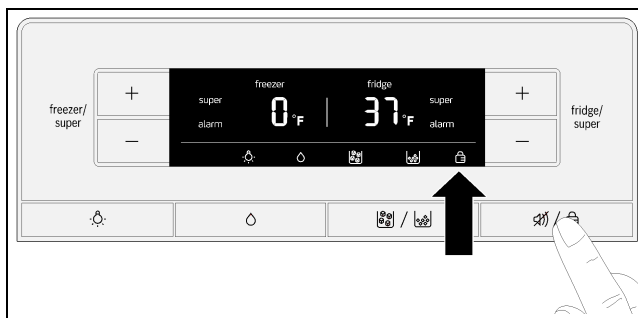 freezer/
super
+
−
freezer
super
alarm
0°F
fridge
37°F
super
alarm
+
−
fridge/
super
/
/